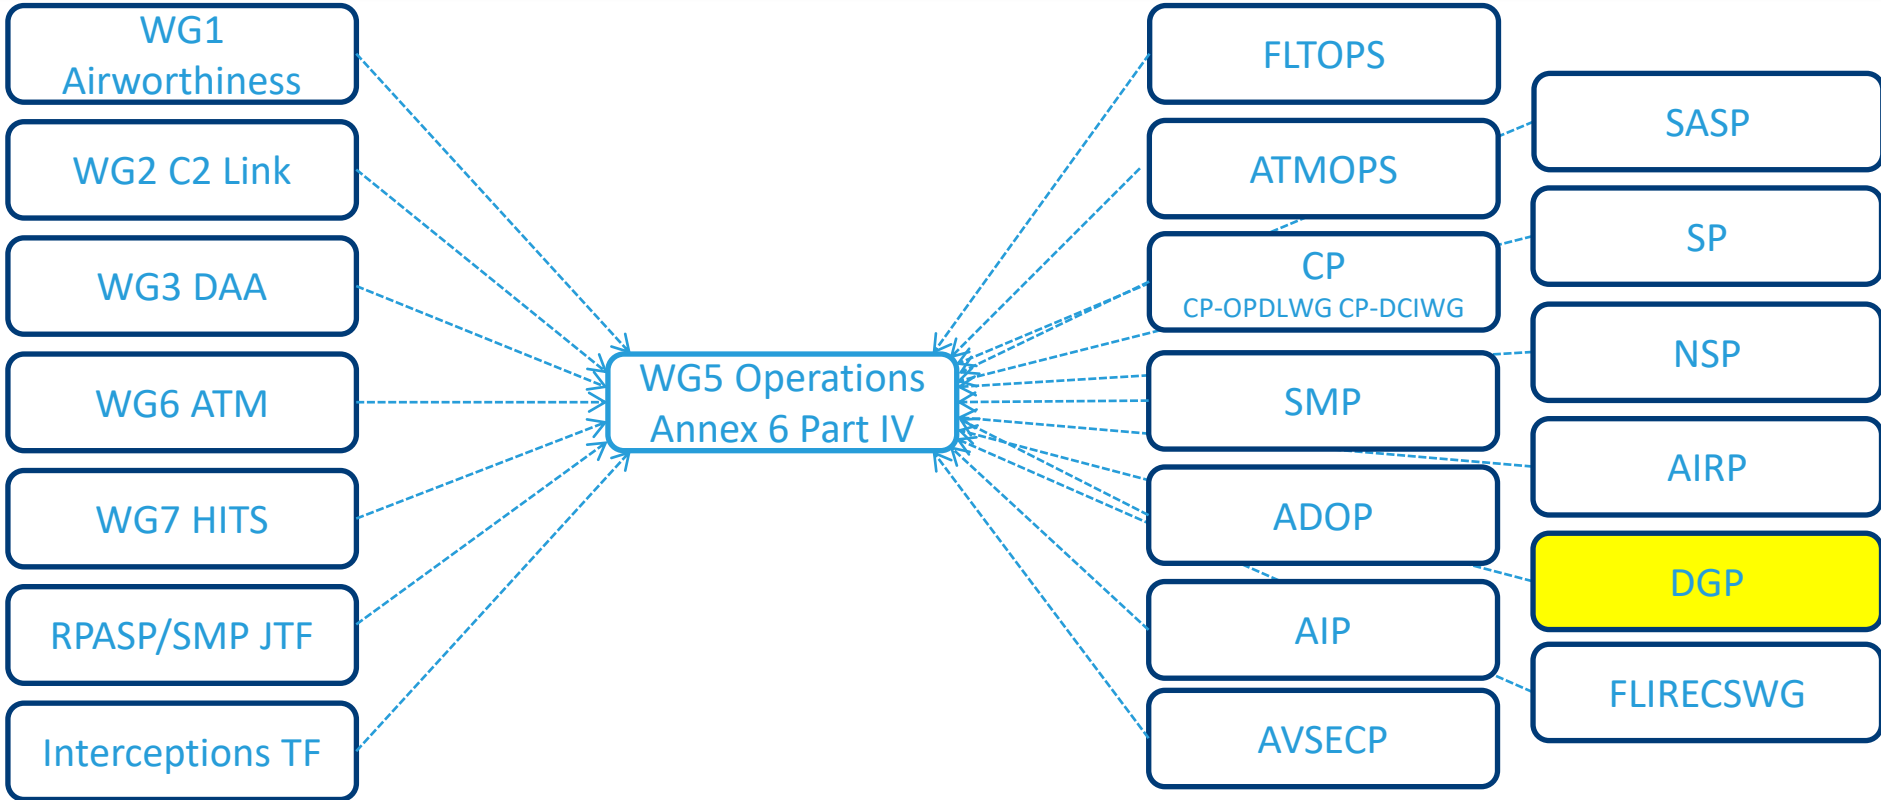 WG1
Airworthiness
WG2 C2 Link
WG3 DAA
WG6 ATM
WG7 HITS
RPASP/SMP JTF
Interceptions TF
WG5 Operations
Annex 6 Part IV
FLTOPS
ATMOPS
CP
CP-OPDLWG CP-DCIWG
SMP
ADOP
AIP
AVSECP
SASP
SP
NSP
AIRP
DGP
FLIRECSWG